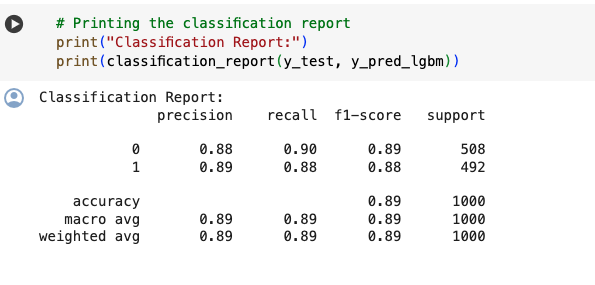 # Printing the classification report
print("Classification Report:")
print(classification_report(y_test, y_pred_lgbm))
Classification Report:
precision recall f1-score support
0 0.88 0.90 0.89 508
1 0.89 0.88 0.88 492
accuracy 0.89 1000
macro avg 0.89 0.89 0.89 1000
weighted avg 0.89 0.89 0.89 1000